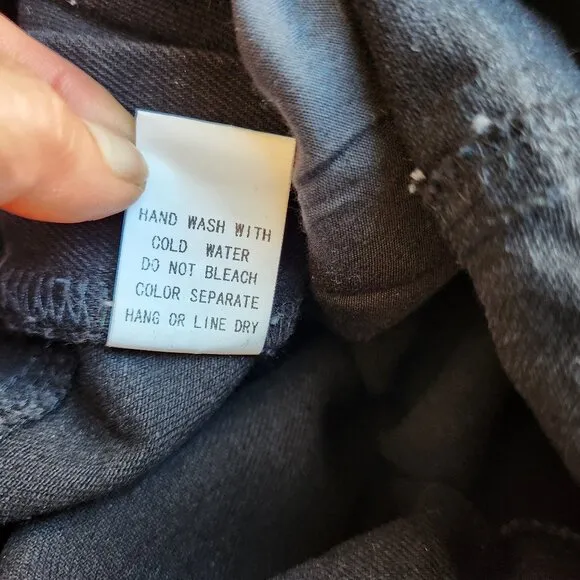 HAND WASH WITH
COLD WATER
DO NOT BLEACH
COLOR SEPARATE
HANG OR LINE DRY